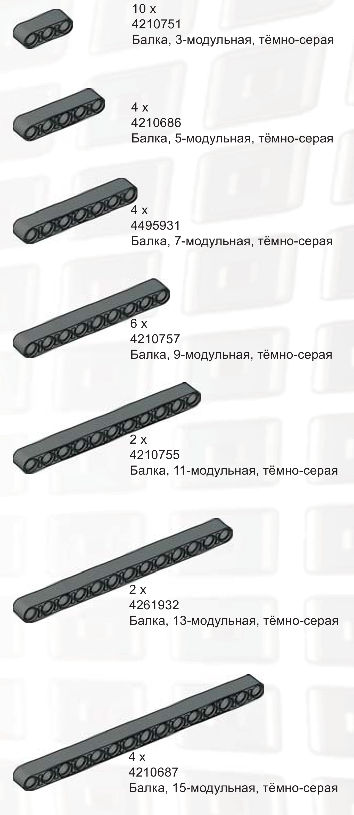 10 x
4210751
Балка, 3-модульная, тёмно-серая
4 x
4210686
Балка, 5-модульная, тёмно-серая
4 x
4495931
Балка, 7-модульная, тёмно-серая
6 x
4210757
Балка, 9-модульная, тёмно-серая
2 x
4210755
Балка, 11-модульная, тёмно-серая
2 x
4261932
Балка, 13-модульная, тёмно-серая
4 x
4210687
Балка, 15-модульная, тёмно-серая